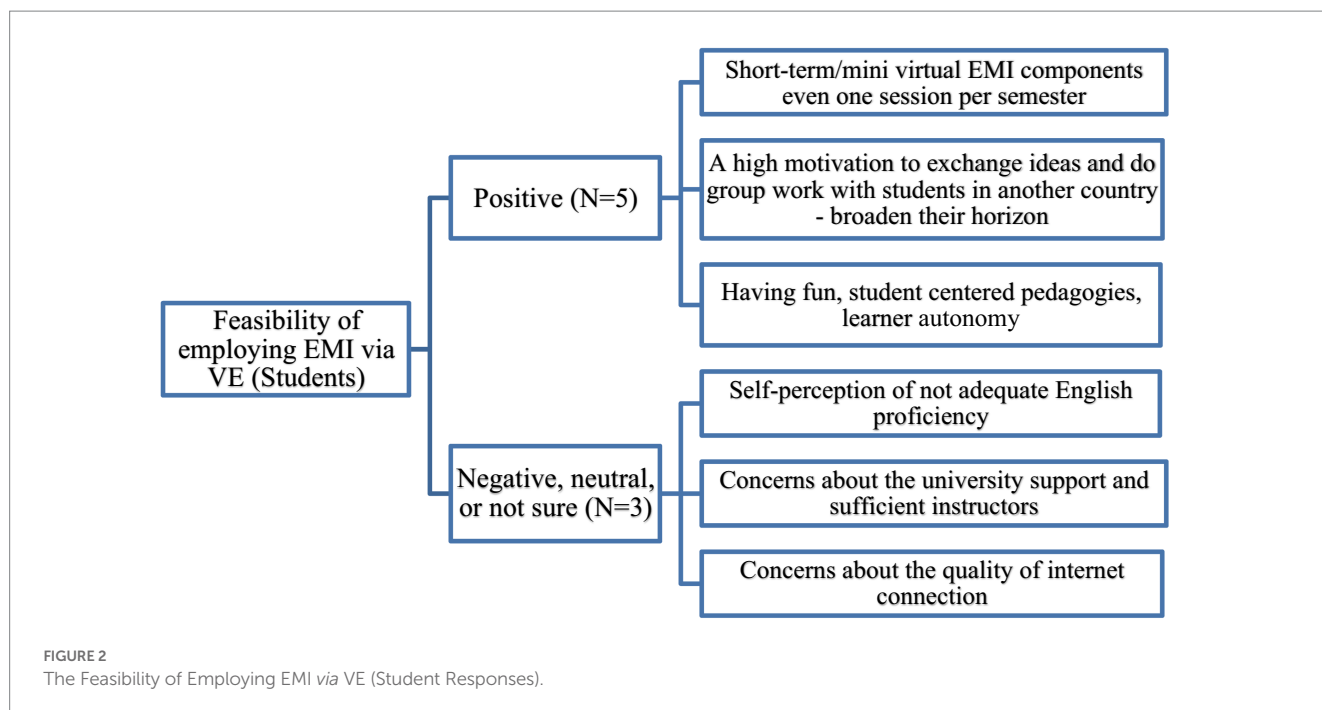 Feasibility of
employing EMI via
VE (Students)
Positive (N=5)
Short-term/mini virtual EMI components
even one session per semester
A high motivation to exchange ideas and do
group work with students in another country
- broaden their horizon
Having fun, student centered pedagogies,
learner autonomy
Negative, neutral,
or not sure (N=3)
Self-perception of not adequate English
proficiency
Concerns about the university support and
sufficient instructors
Concerns about the quality of internet
connection
FIGURE 2
The Feasibility of Employing EMI via VE (Student Responses).